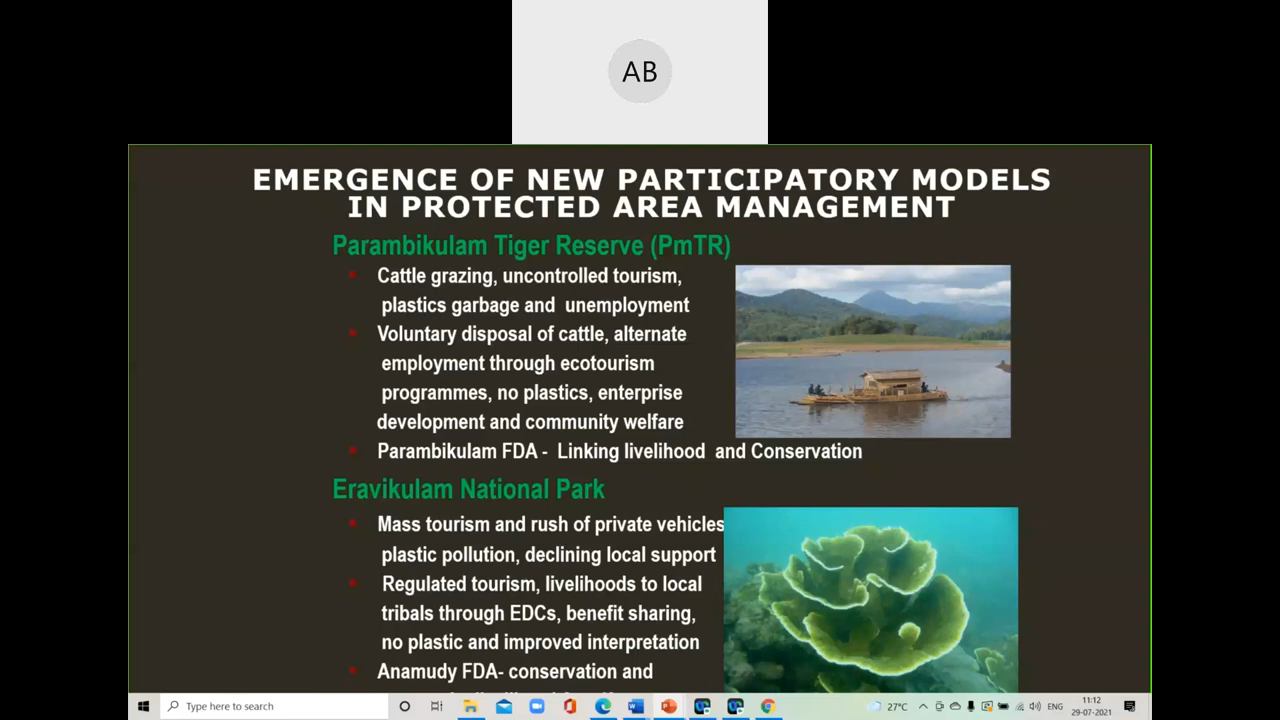 AB
EMERGENCE OF NEW PARTICIPATORY MODELS
IN PROTECTED AREA MANAGEMENT
Parambikulam Tiger Reserve (PmTR)
Cattle grazing, uncontrolled tourism,
plastics garbage and unemployment
Voluntary disposal of cattle, alternate
employment through ecotourism
programmes, no plastics, enterprise
development and community welfare
Parambikulam FDA - Linking livelihood and Conservation
Eravikulam National Park
Mass tourism and rush of private vehicles
plastic pollution, declining local support
Regulated tourism, livelihoods to local
tribals through EDCs, benefit sharing,
no plastic and improved interpretation
Anamudy FDA- conservation and
Type here to search
27°C
ENG
11:12
29-07-2021